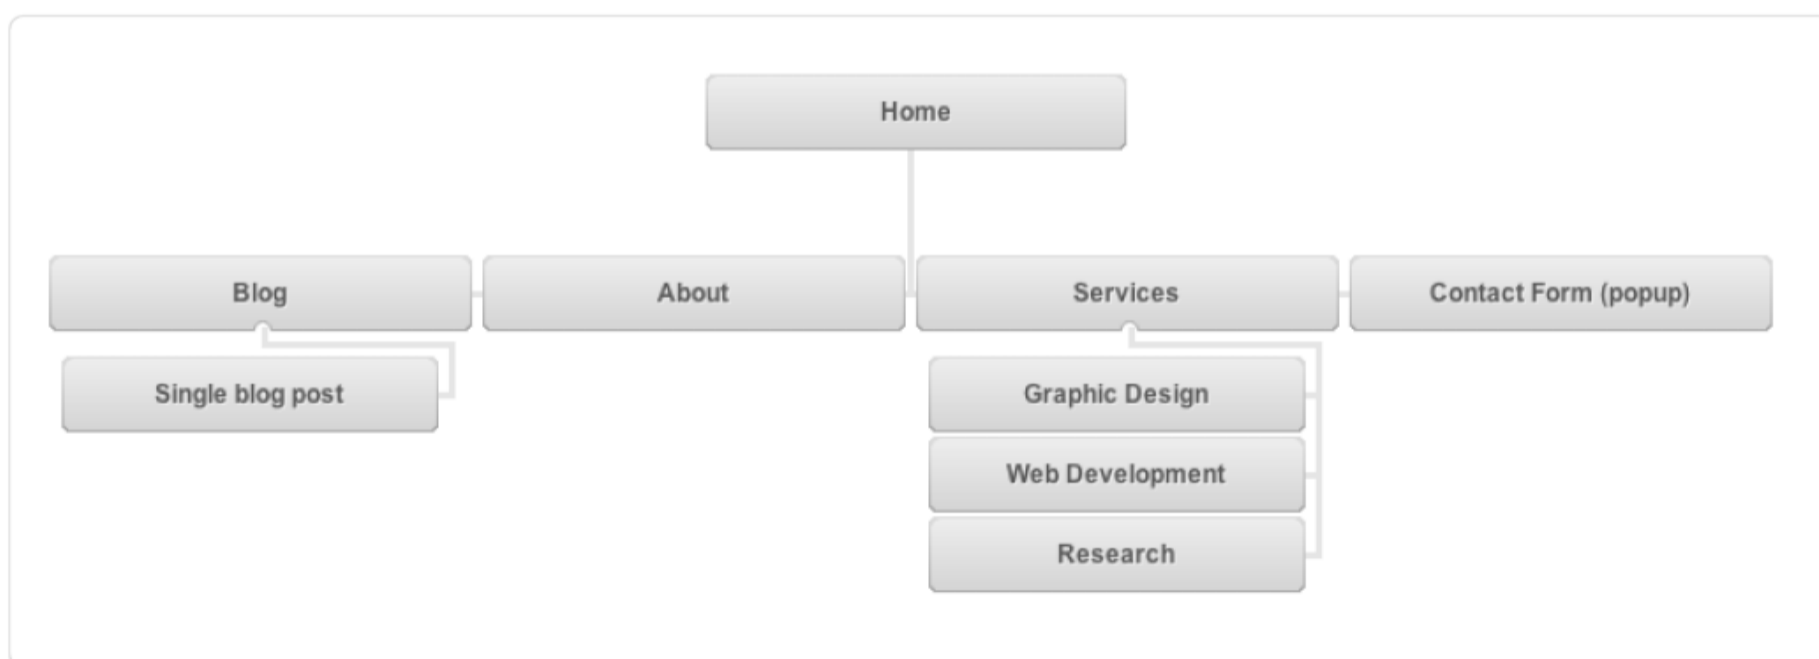 Home
Blog
About
Services
Contact Form (popup)
Single blog post
Graphic Design
Web Development
Research